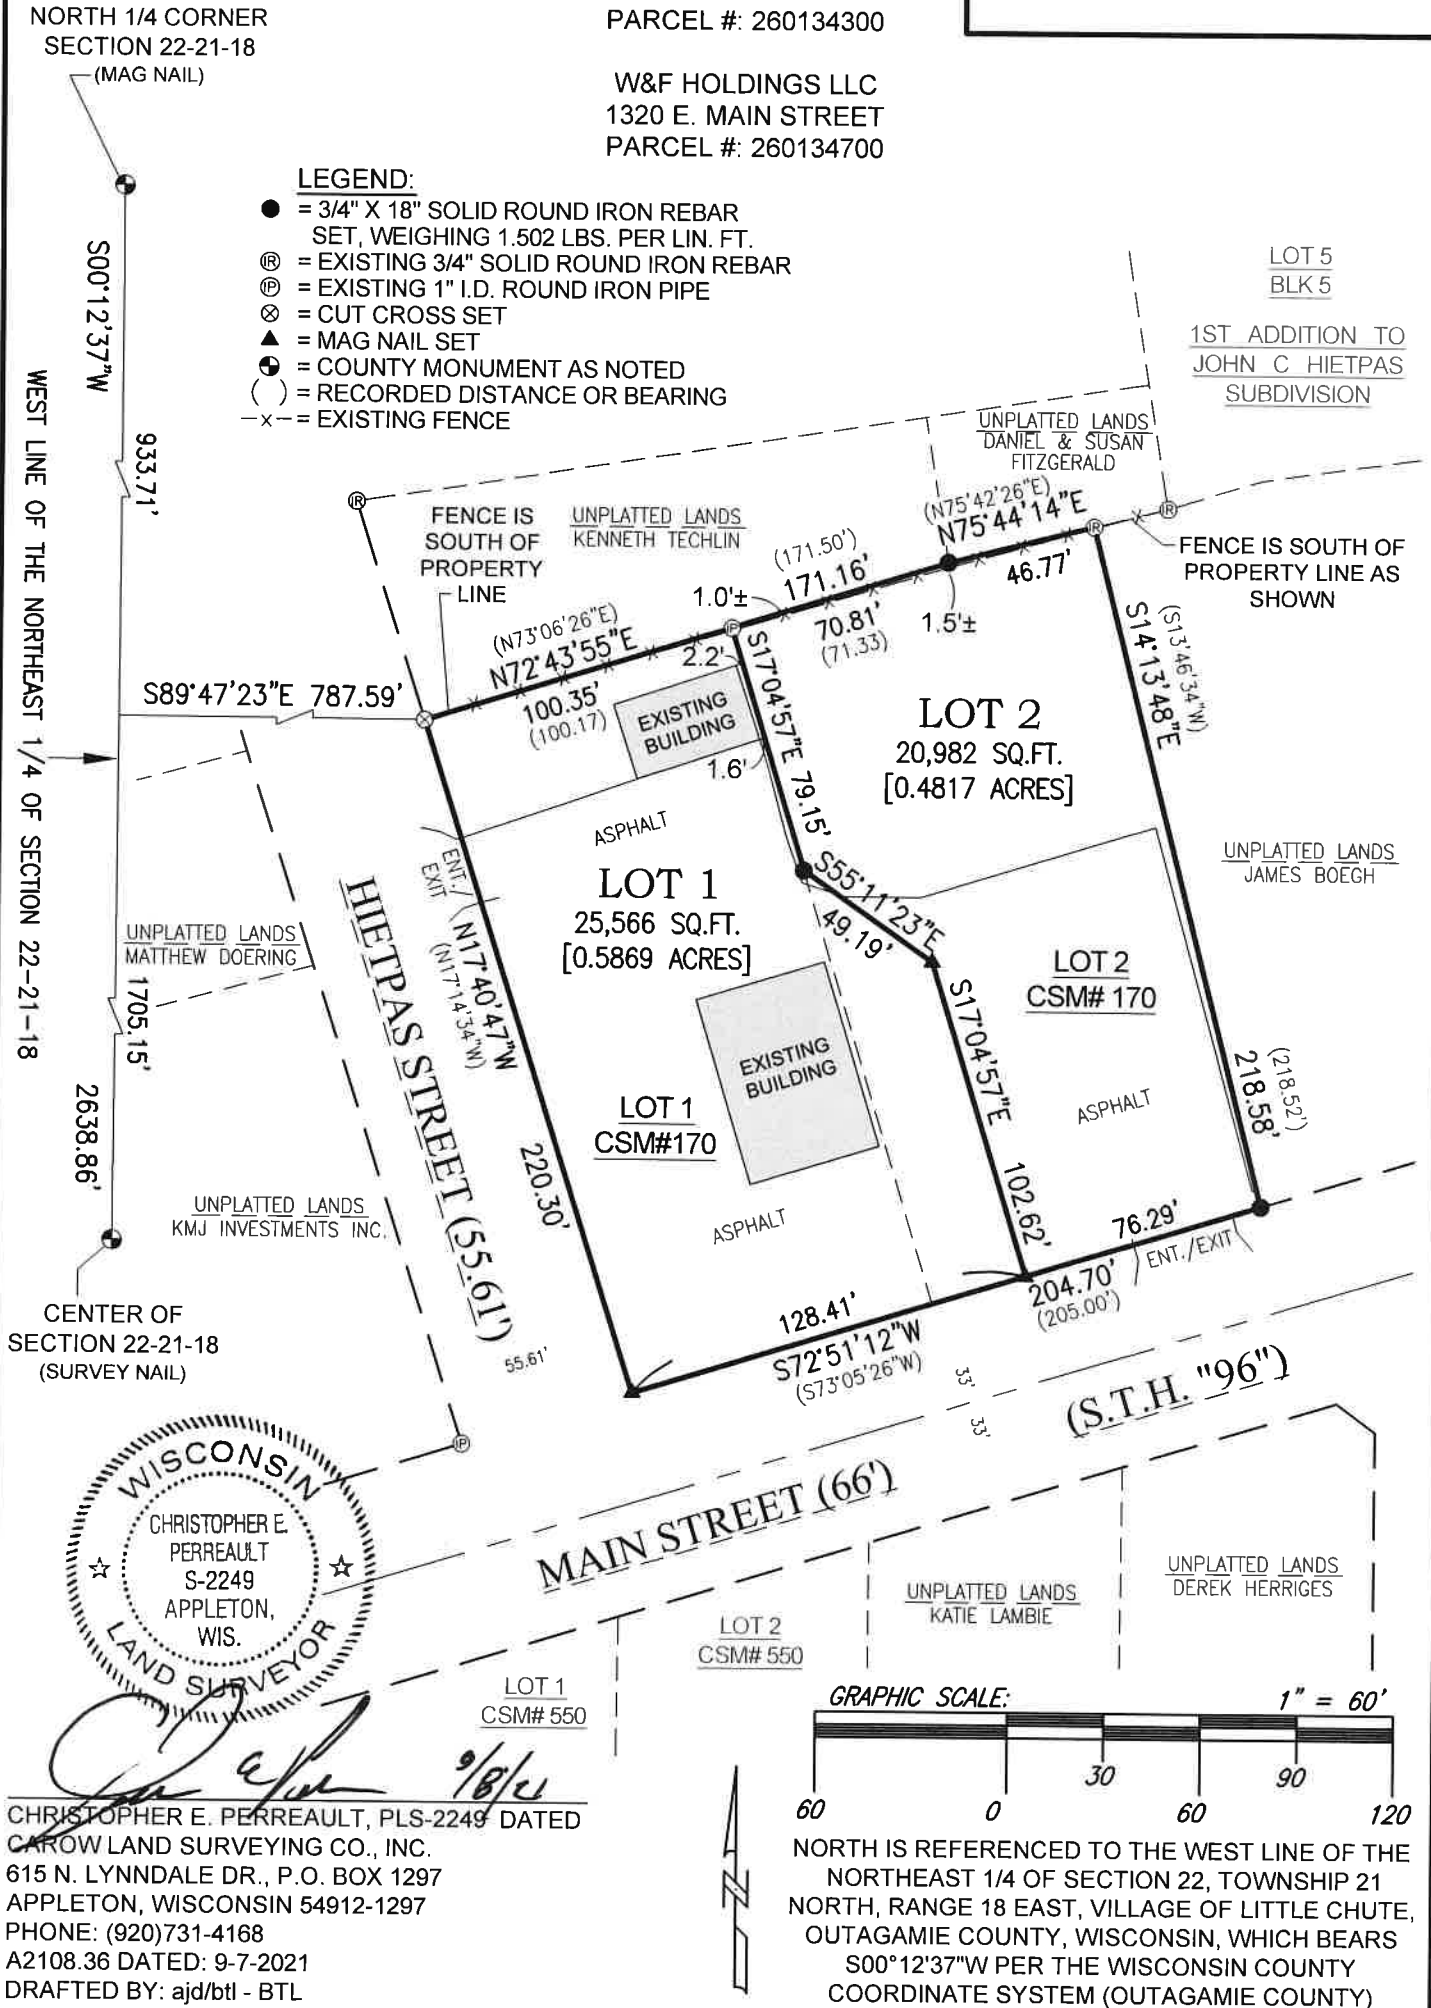 NORTH 1/4 CORNER
SECTION 22-21-18
(MAG NAIL)
PARCEL #: 260134300
W&F HOLDINGS LLC
1320 E. MAIN STREET
PARCEL #: 260134700
LEGEND:
= 3/4" X 18" SOLID ROUND IRON REBAR
SET, WEIGHING 1.502 LBS. PER LIN. FT.
IR = EXISTING 3/4" SOLID ROUND IRON REBAR
IP = EXISTING 1" I.D. ROUND IRON PIPE
= CUT CROSS SET
= MAG NAIL SET
= COUNTY MONUMENT AS NOTED
( ) = RECORDED DISTANCE OR BEARING
—x— = EXISTING FENCE
S00°12'37"W
933.71'
WEST LINE OF THE NORTHEAST 1/4 OF SECTION 22-21-18
1705.15'
2638.86'
LOT 5
BLK 5
1ST ADDITION TO
JOHN C HIETPAS
SUBDIVISION
UNPLATTED LANDS
DANIEL & SUSAN
FITZGERALD
IR
FENCE IS
SOUTH OF
PROPERTY
LINE
UNPLATTED LANDS
KENNETH TECHLIN
(N75°42'26"E)
N75°44'14"E
46.77'
IR
IR
FENCE IS SOUTH OF
PROPERTY LINE AS
SHOWN
(171.50')
171.16'
70.81'
(71.33)
1.0'±
1.5'±
IP
(N73°06'26"E)
N72°43'55"E
100.35'
(100.17)
2.2'
S89°47'23"E 787.59'
EXISTING
BUILDING
1.6'
S17°04'57"E 79.15'
LOT 2
20,982 SQ.FT.
[0.4817 ACRES]
(S13°46'34"W)
S14°13'48"E
ASPHALT
ENT./
EXIT
LOT 1
25,566 SQ.FT.
[0.5869 ACRES]
S55°11'23"E
49.19'
UNPLATTED LANDS
JAMES BOEGH
UNPLATTED LANDS
MATTHEW DOERING
N17°40'47"W
(N17°14'34"W)
220.30'
HIETPAS STREET (55.61')
LOT 2
CSM# 170
S17°04'57"E
102.62'
EXISTING
BUILDING
LOT 1
CSM#170
ASPHALT
(218.52')
218.58'
ASPHALT
UNPLATTED LANDS
KMJ INVESTMENTS INC.
76.29'
ENT./EXIT
204.70'
(205.00')
128.41'
S72°51'12"W
(S73°05'26"W)
CENTER OF
SECTION 22-21-18
(SURVEY NAIL)
55.61'
33'
33'
(S.T.H. "96")
IP
MAIN STREET (66')
WISCONSIN
CHRISTOPHER E.
PERREAULT
S-2249
APPLETON,
WIS.
LAND SURVEYOR
UNPLATTED LANDS
DEREK HERRIGES
UNPLATTED LANDS
KATIE LAMBIE
LOT 2
CSM# 550
LOT 1
CSM# 550
GRAPHIC SCALE: 1" = 60'
30 90
60 0 60 120
9/8/21
CHRISTOPHER E. PERREAULT, PLS-2249 DATED
CAROW LAND SURVEYING CO., INC.
615 N. LYNNDALE DR., P.O. BOX 1297
APPLETON, WISCONSIN 54912-1297
PHONE: (920)731-4168
A2108.36 DATED: 9-7-2021
DRAFTED BY: ajd/btl - BTL
N
NORTH IS REFERENCED TO THE WEST LINE OF THE
NORTHEAST 1/4 OF SECTION 22, TOWNSHIP 21
NORTH, RANGE 18 EAST, VILLAGE OF LITTLE CHUTE,
OUTAGAMIE COUNTY, WISCONSIN, WHICH BEARS
S00°12'37"W PER THE WISCONSIN COUNTY
COORDINATE SYSTEM (OUTAGAMIE COUNTY)